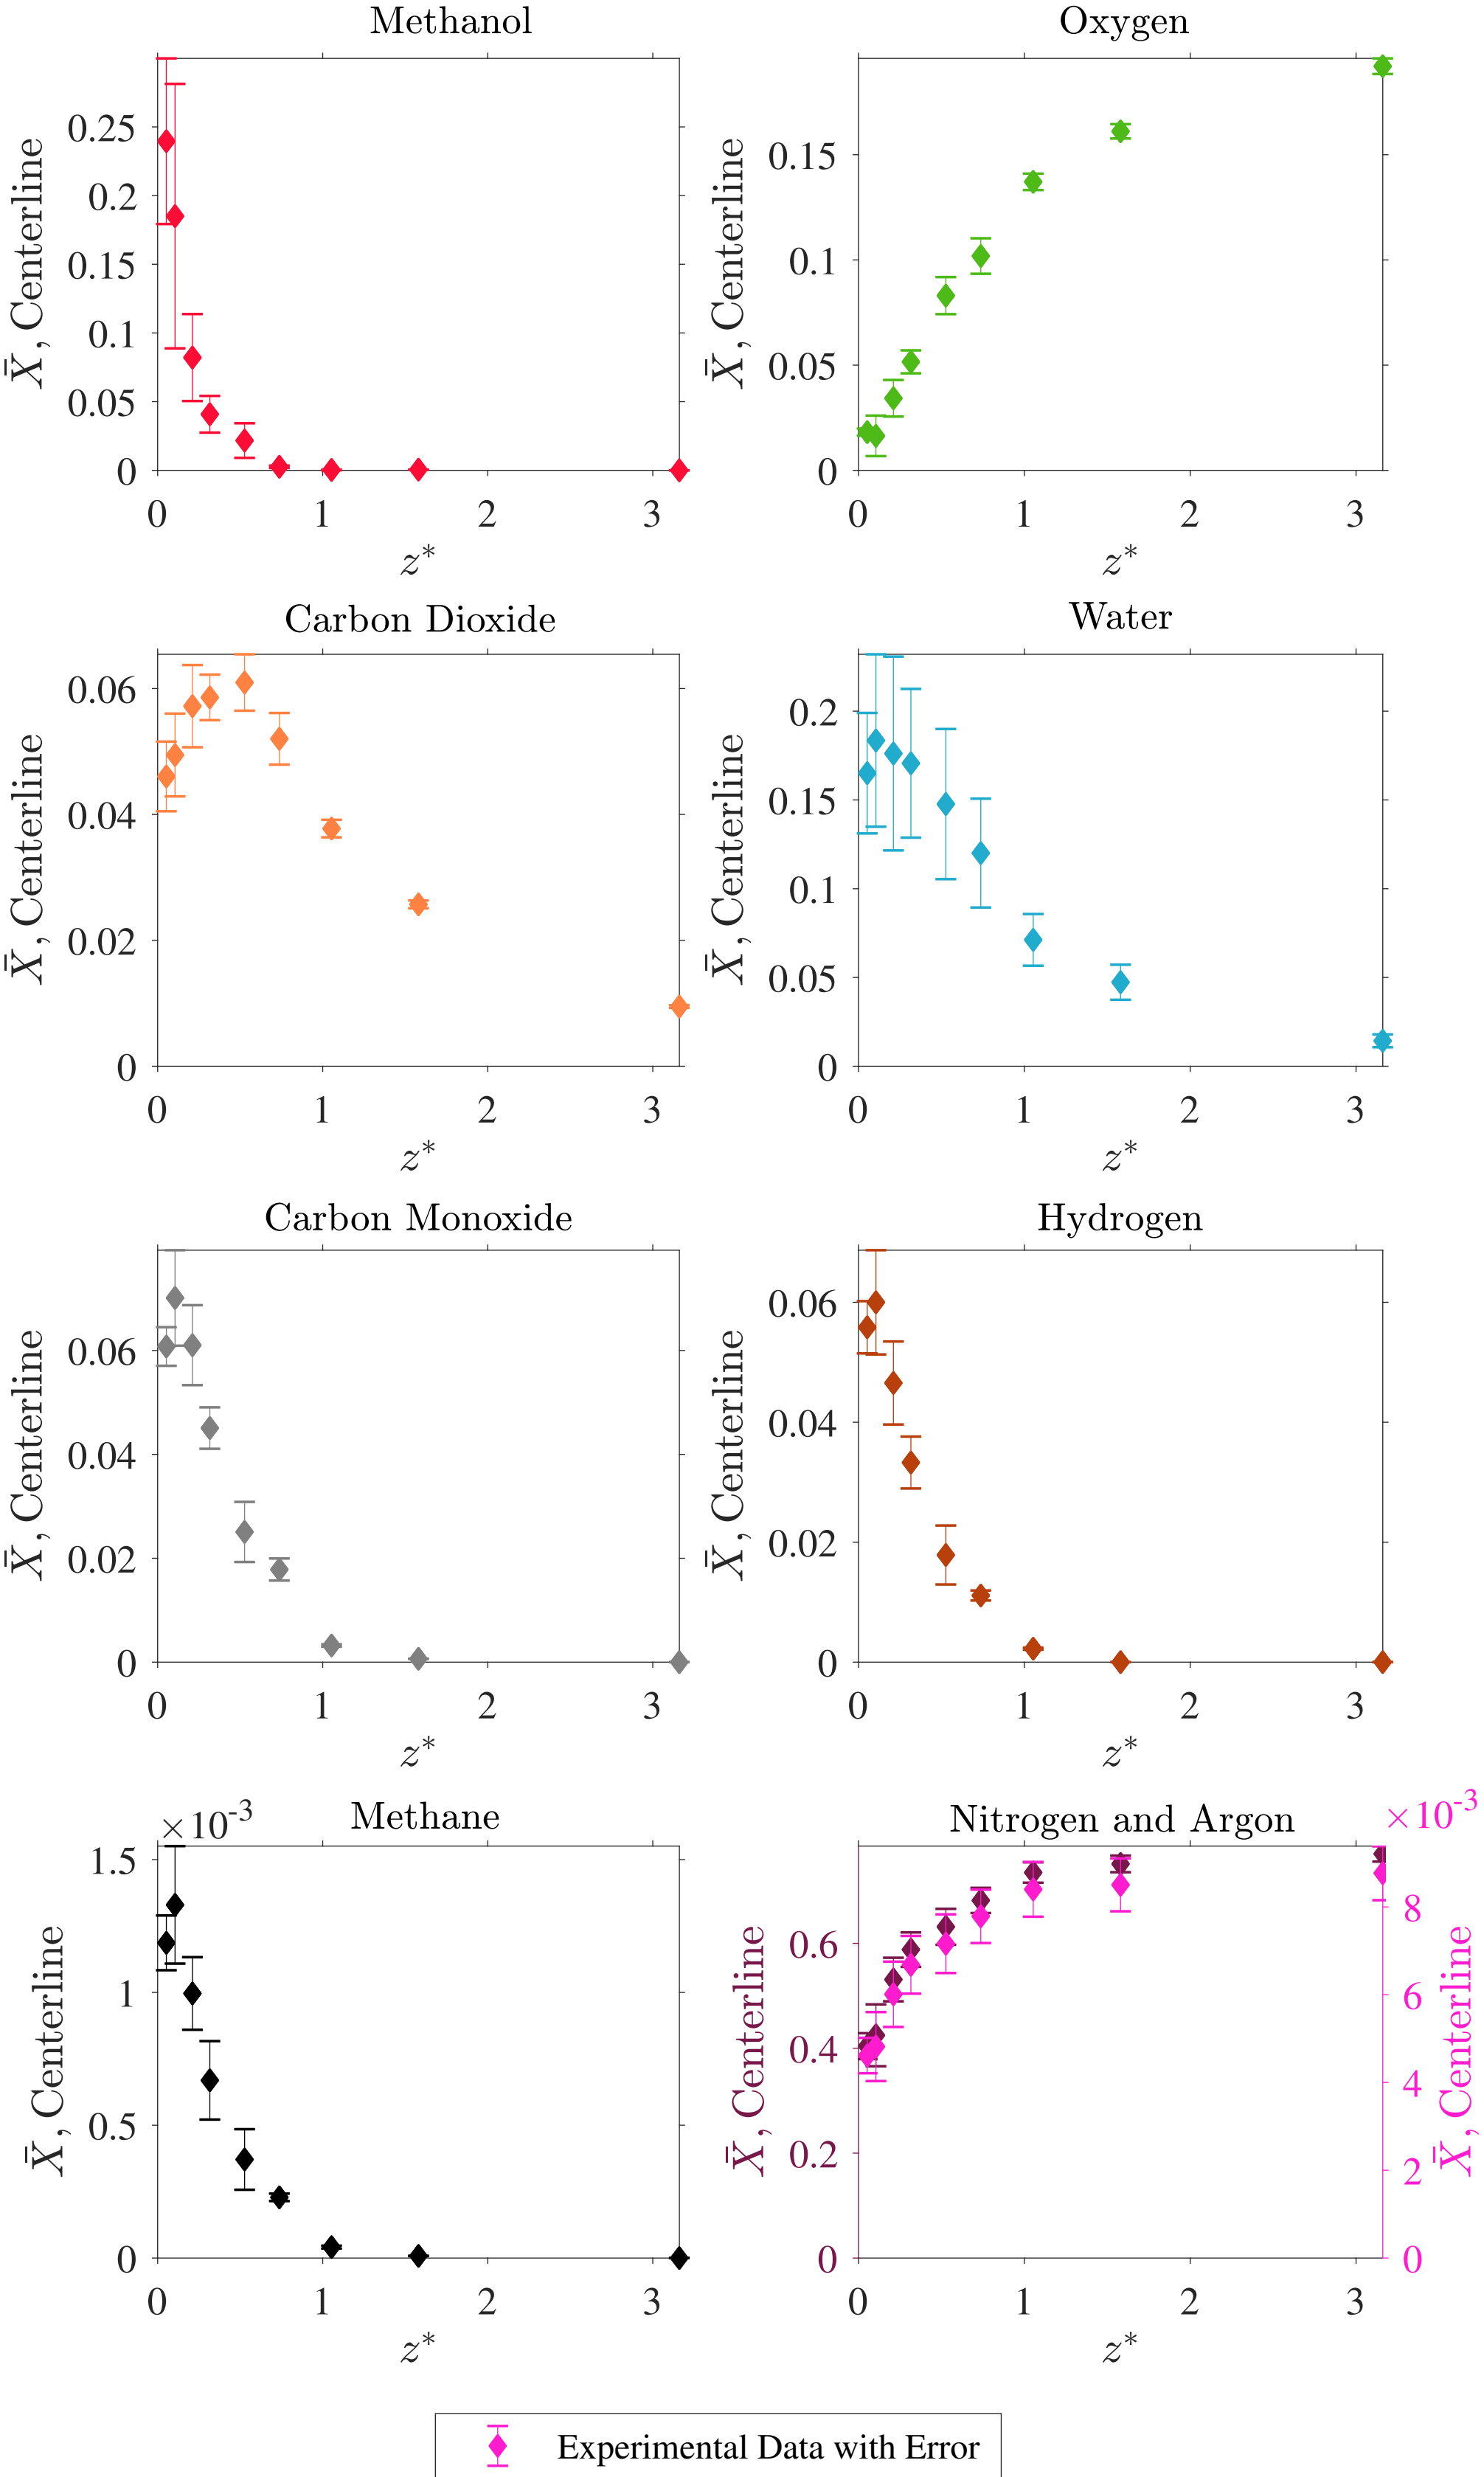 Methanol
X̄, Centerline
0.25
0.2
0.15
0.1
0.05
0
0 1 2 3
z*
Oxygen
X̄, Centerline
0.15
0.1
0.05
0
0 1 2 3
z*
Carbon Dioxide
X̄, Centerline
0.06
0.04
0.02
0
0 1 2 3
z*
Water
X̄, Centerline
0.2
0.15
0.1
0.05
0
0 1 2 3
z*
Carbon Monoxide
X̄, Centerline
0.06
0.04
0.02
0
0 1 2 3
z*
Hydrogen
X̄, Centerline
0.06
0.04
0.02
0
0 1 2 3
z*
Methane
×10⁻³
X̄, Centerline
1.5
1
0.5
0
0 1 2 3
z*
Nitrogen and Argon
×10⁻³
X̄, Centerline
0.6
0.4
0.2
0
8
6
4
2
0
X̄, Centerline
0 1 2 3
z*
Experimental Data with Error